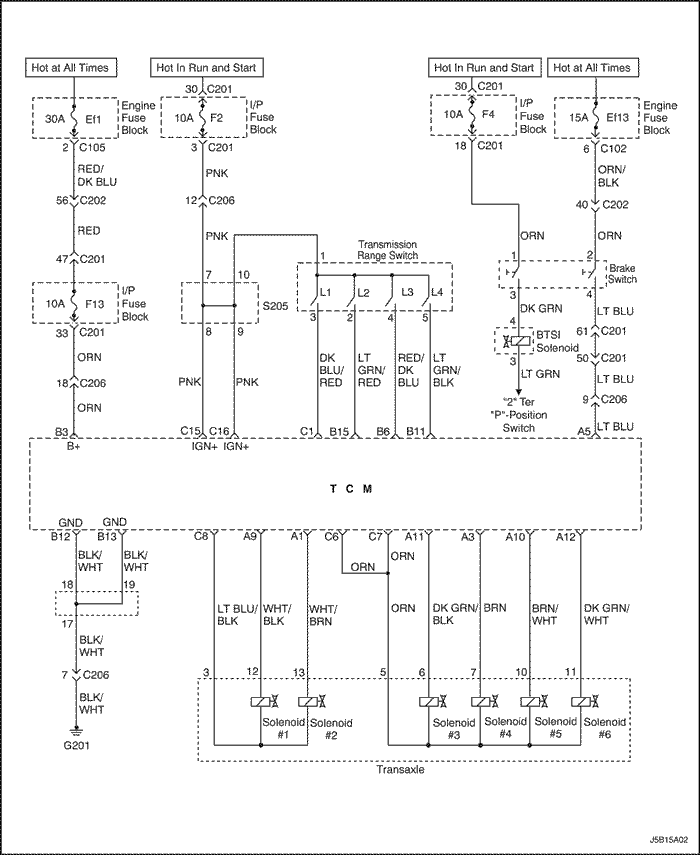 Hot at All Times
Hot In Run and Start
Hot In Run and Start
Hot at All Times
30A Ef1
Engine
Fuse
Block
30 C201
10A F2
I/P
Fuse
Block
30 C201
10A F4
I/P
Fuse
Block
15A Ef13
Engine
Fuse
Block
2 C105
3 C201
18 C201
6 C102
RED/
DK BLU
PNK
ORN/
BLK
56 C202
12 C206
40 C202
RED
PNK
ORN
ORN
47 C201
7 10
1
Transmission
Range Switch
1 2
Brake
Switch
10A F13
I/P
Fuse
Block
S205
L1 L2 L3 L4
3 4
33 C201
8 9
3 2 4 5
DK GRN
LT BLU
4
BTSI
Solenoid
3
61 C201
ORN
DK
BLU/
RED
LT
GRN/
RED
RED/
DK
BLU
LT
GRN/
BLK
50 C201
18 C206
PNK
PNK
LT GRN
LT BLU
ORN
"2" Ter
"P"-Position
Switch
9 C206
LT BLU
B3 C15 C16 C1 B15 B6 B11 A5
B+ IGN+ IGN+
T C M
GND GND
B12 B13 C8 A9 A1 C6 C7 A11 A3 A10 A12
BLK/
WHT
BLK/
WHT
ORN
ORN
18 19
LT BLU/
BLK
WHT/
BLK
WHT/
BRN
ORN
DK GRN/
BLK
BRN
BRN/
WHT
DK GRN/
WHT
17
BLK/
WHT
7 C206
3 12 13 5 6 7 10 11
BLK/
WHT
G201
Solenoid
#1
Solenoid
#2
Solenoid
#3
Solenoid
#4
Solenoid
#5
Solenoid
#6
Transaxle
J5B15A02